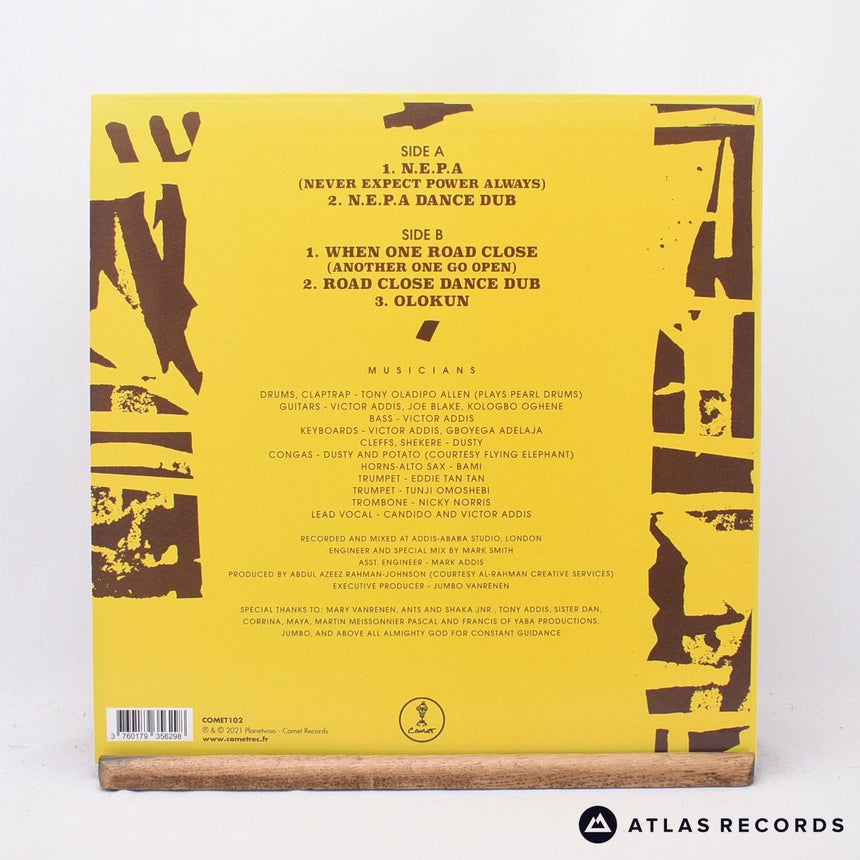 SIDE A
1. N.E.P.A
(NEVER EXPECT POWER ALWAYS)
2. N.E.P.A DANCE DUB
SIDE B
1. WHEN ONE ROAD CLOSE
(ANOTHER ONE GO OPEN)
2. ROAD CLOSE DANCE DUB
3. OLOKUN
MUSICIANS
DRUMS, CLAPTRAP - TONY OLADIPO ALLEN (PLAYS PEARL DRUMS)
GUITARS - VICTOR ADDIS, JOE BLAKE, KOLOGBO OGHENE
BASS - VICTOR ADDIS
KEYBOARDS - VICTOR ADDIS, GBOYEGA ADELAJA
CLEFFS, SHEKERE - DUSTY
CONGAS - DUSTY AND POTATO (COURTESY FLYING ELEPHANT)
HORNS-ALTO SAX - BAMI
TRUMPET - EDDIE TAN TAN
TRUMPET - TUNJI OMOSHEBI
TROMBONE - NICKY NORRIS
LEAD VOCAL - CANDIDO AND VICTOR ADDIS
RECORDED AND MIXED AT ADDIS-ABABA STUDIO, LONDON
ENGINEER AND SPECIAL MIX BY MARK SMITH
ASST. ENGINEER - MARK ADDIS
PRODUCED BY ABDUL AZEEZ RAHMAN-JOHNSON (COURTESY AL-RAHMAN CREATIVE SERVICES)
EXECUTIVE PRODUCER - JUMBO VANRENEN
SPECIAL THANKS TO: MARY VANRENEN, ANTS AND SHAKA JNR., TONY ADDIS, SISTER DAN,
CORRINA, MAYA, MARTIN MEISSONNIER PASCAL AND FRANCIS OF YABA PRODUCTIONS,
JUMBO, AND ABOVE ALL ALMIGHTY GOD FOR CONSTANT GUIDANCE
3 760179 356298
COMET102
℗ & © 2021 Planetwoo - Comet Records
www.cometrec.fr
Comet
ATLAS RECORDS